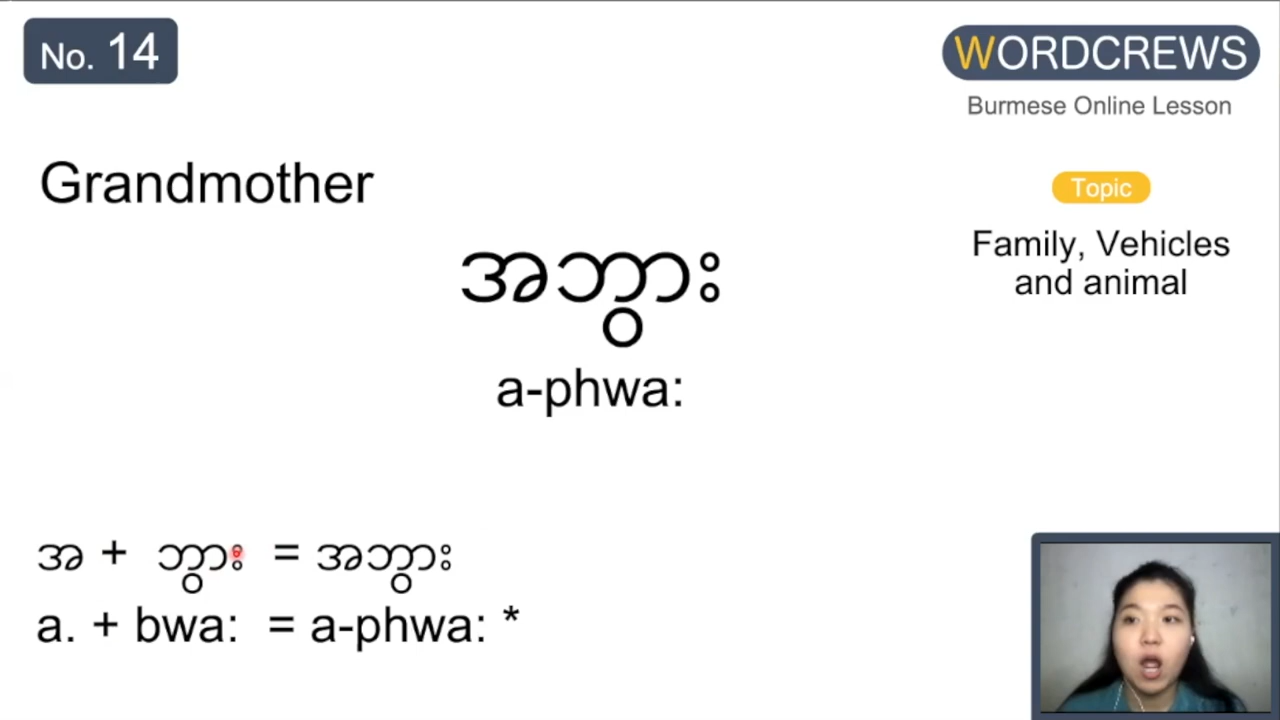 No. 14
WORDCREWS
Burmese Online Lesson
Topic
Family, Vehicles
and animal
Grandmother
အဘွား
a-phwa:
အ + ဘွား = အဘွား
a. + bwa: = a-phwa: *